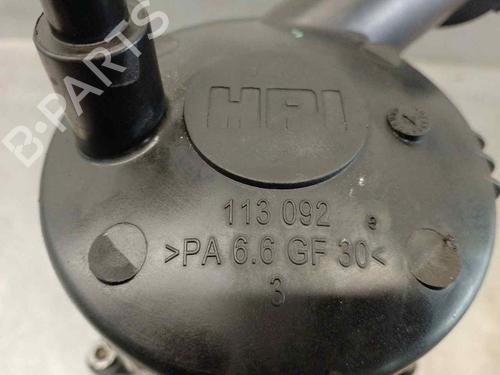 B-PARTS
HPI
113 092
>PA 6.6 GF 30<
3